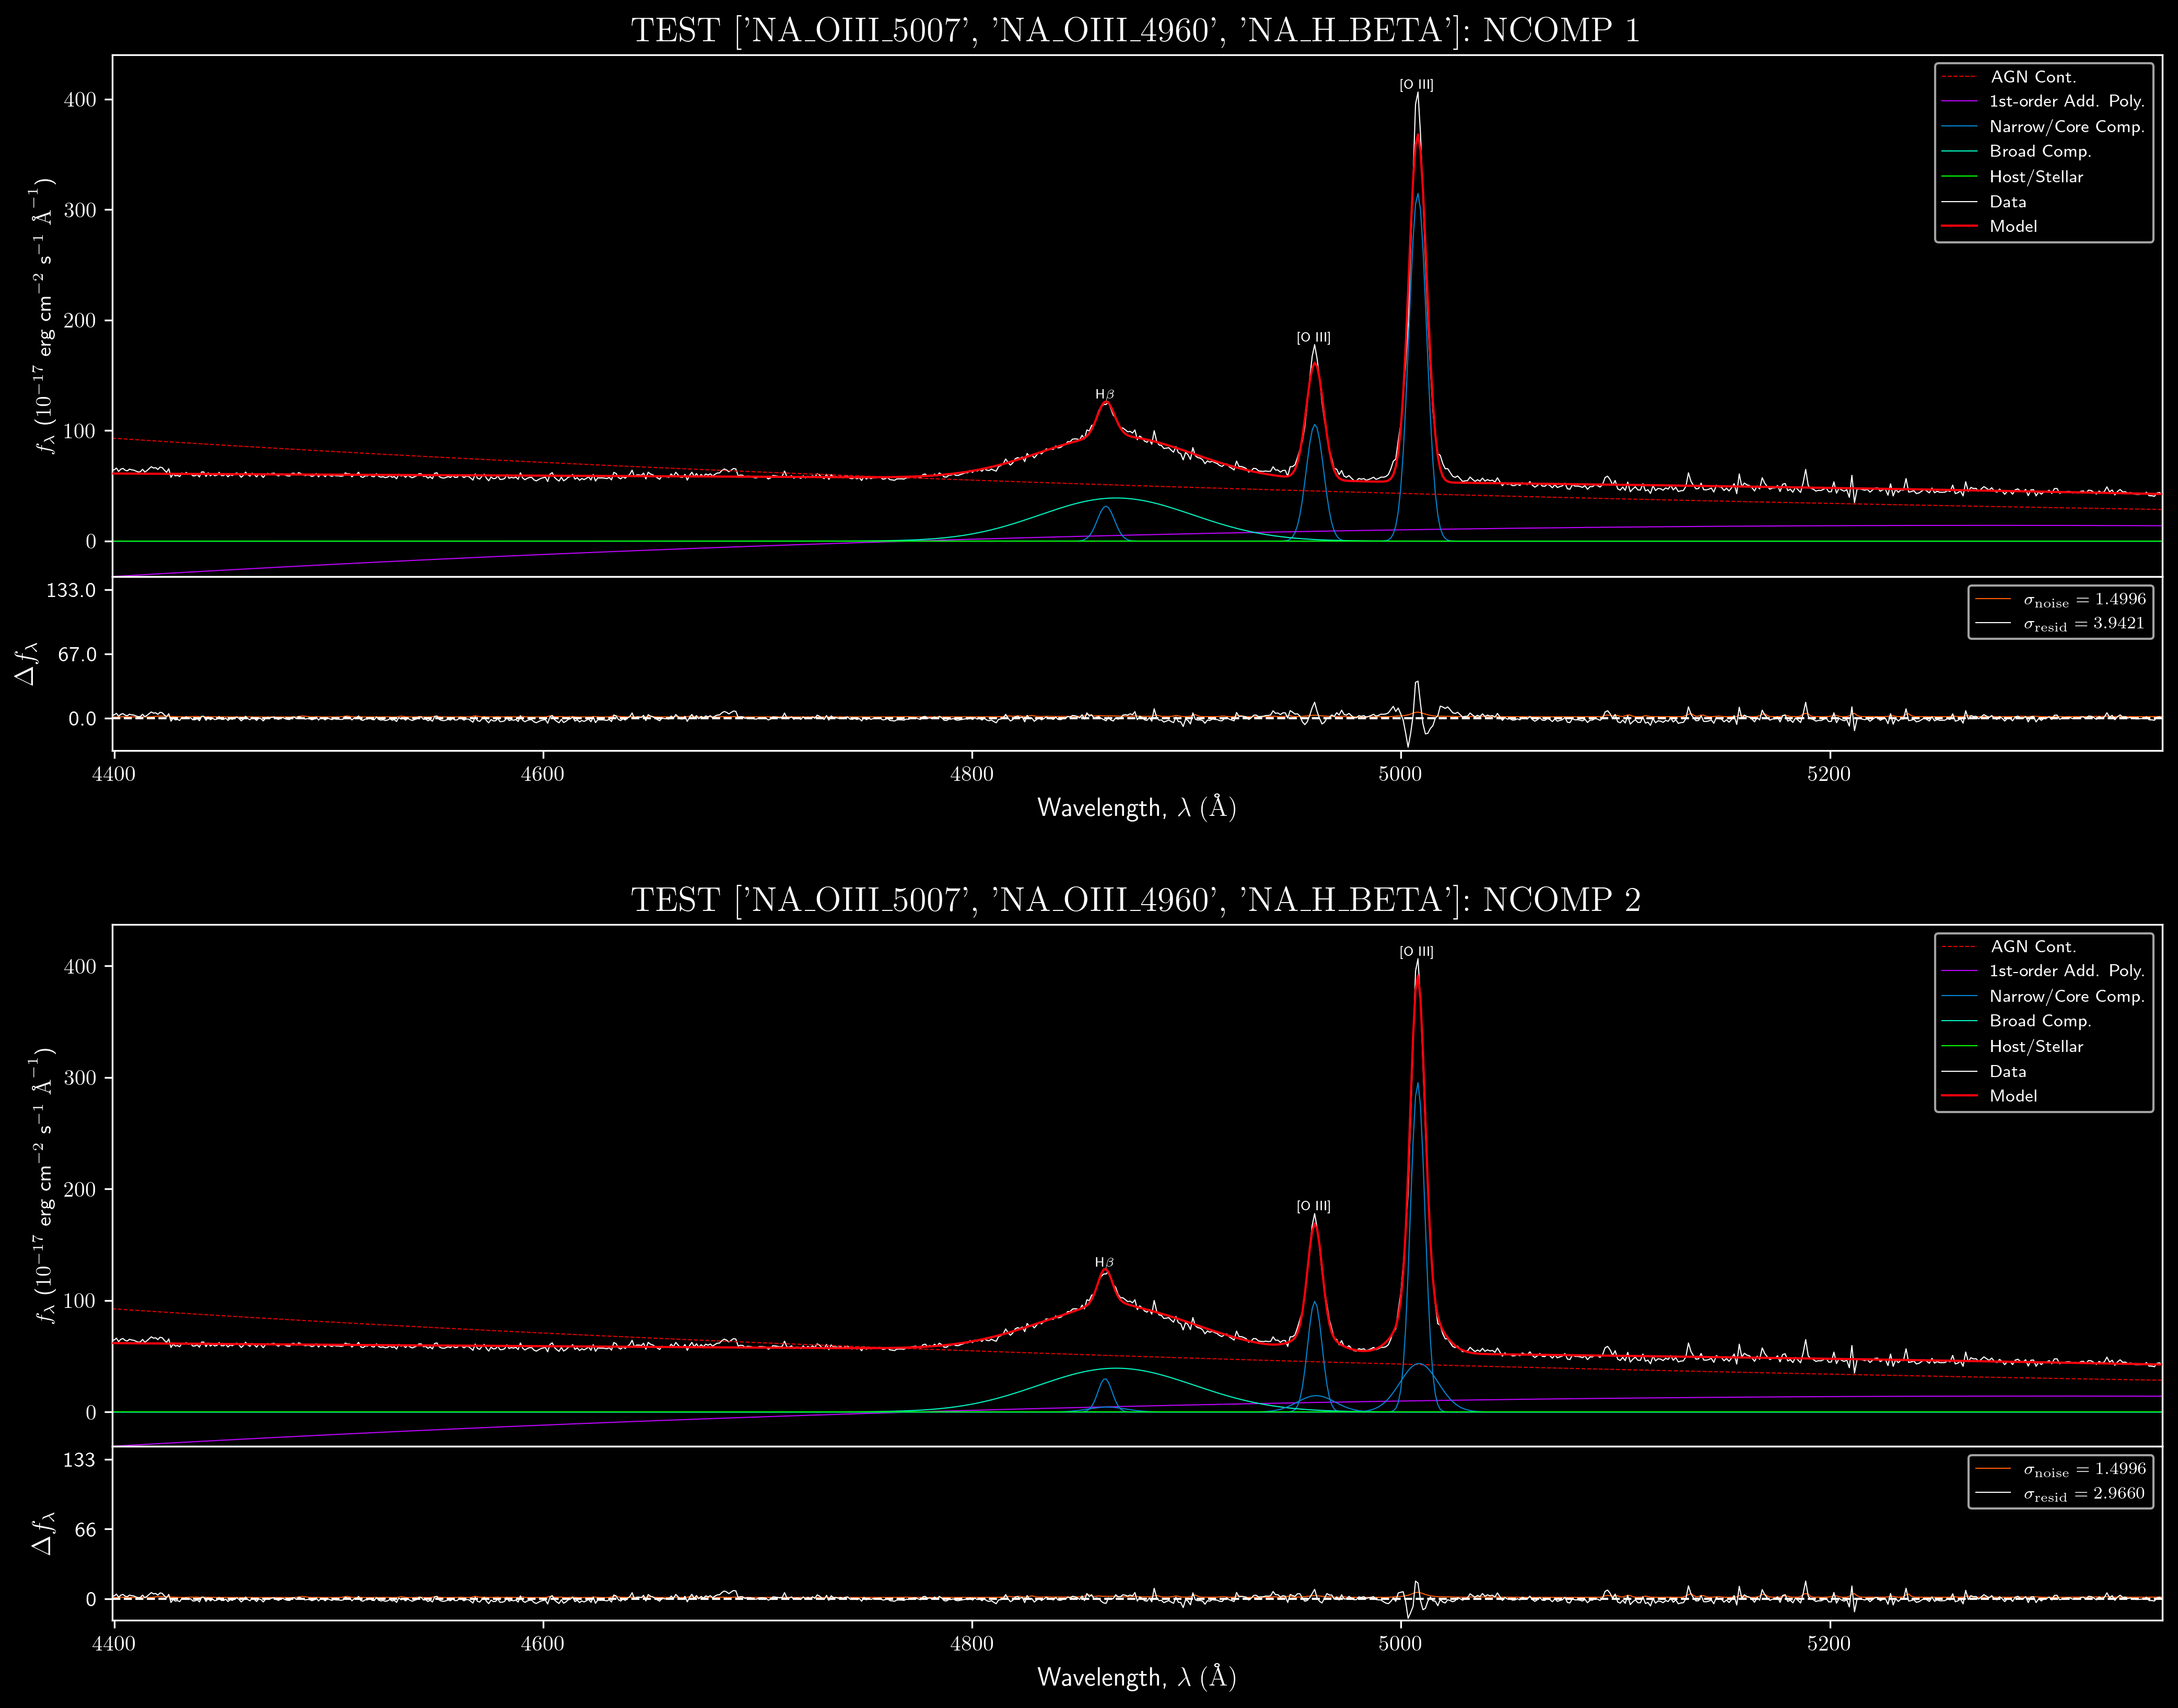 TEST ['NA_OIII_5007', 'NA_OIII_4960', 'NA_H_BETA']: NCOMP 1
[O III]
[O III]
Hβ
AGN Cont.
1st-order Add. Poly.
Narrow/Core Comp.
Broad Comp.
Host/Stellar
Data
Model
400
300
200
100
0
f_λ (10^−17 erg cm^−2 s^−1 Å^−1)
133.0
67.0
0.0
Δf_λ
σ_noise = 1.4996
σ_resid = 3.9421
4400 4600 4800 5000 5200
Wavelength, λ (Å)
TEST ['NA_OIII_5007', 'NA_OIII_4960', 'NA_H_BETA']: NCOMP 2
[O III]
[O III]
Hβ
AGN Cont.
1st-order Add. Poly.
Narrow/Core Comp.
Broad Comp.
Host/Stellar
Data
Model
400
300
200
100
0
f_λ (10^−17 erg cm^−2 s^−1 Å^−1)
133
66
0
Δf_λ
σ_noise = 1.4996
σ_resid = 2.9660
4400 4600 4800 5000 5200
Wavelength, λ (Å)